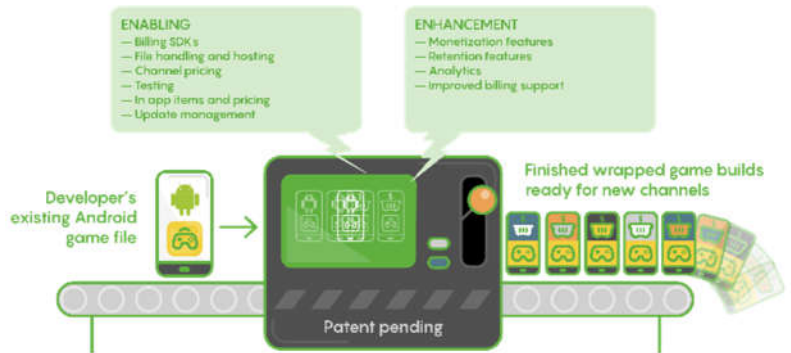 ENABLING
— Billing SDKs
— File handling and hosting
— Channel pricing
— Testing
— In app items and pricing
— Update management
ENHANCEMENT
— Monetization features
— Retention features
— Analytics
— Improved billing support
Developer's
existing Android
game file
Finished wrapped game builds
ready for new channels
Patent pending